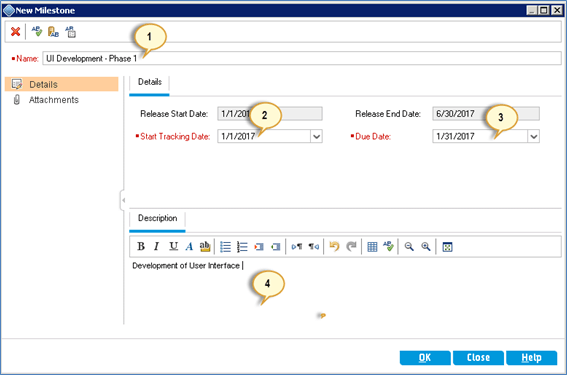 New Milestone
1
Name: UI Development - Phase 1
Details
Attachments
Details
Release Start Date: 1/1/201 Release End Date: 6/30/2017
2 3
Start Tracking Date: 1/1/2017 Due Date: 1/31/2017
Description
B I U A ab
Development of User Interface
4
OK Close Help